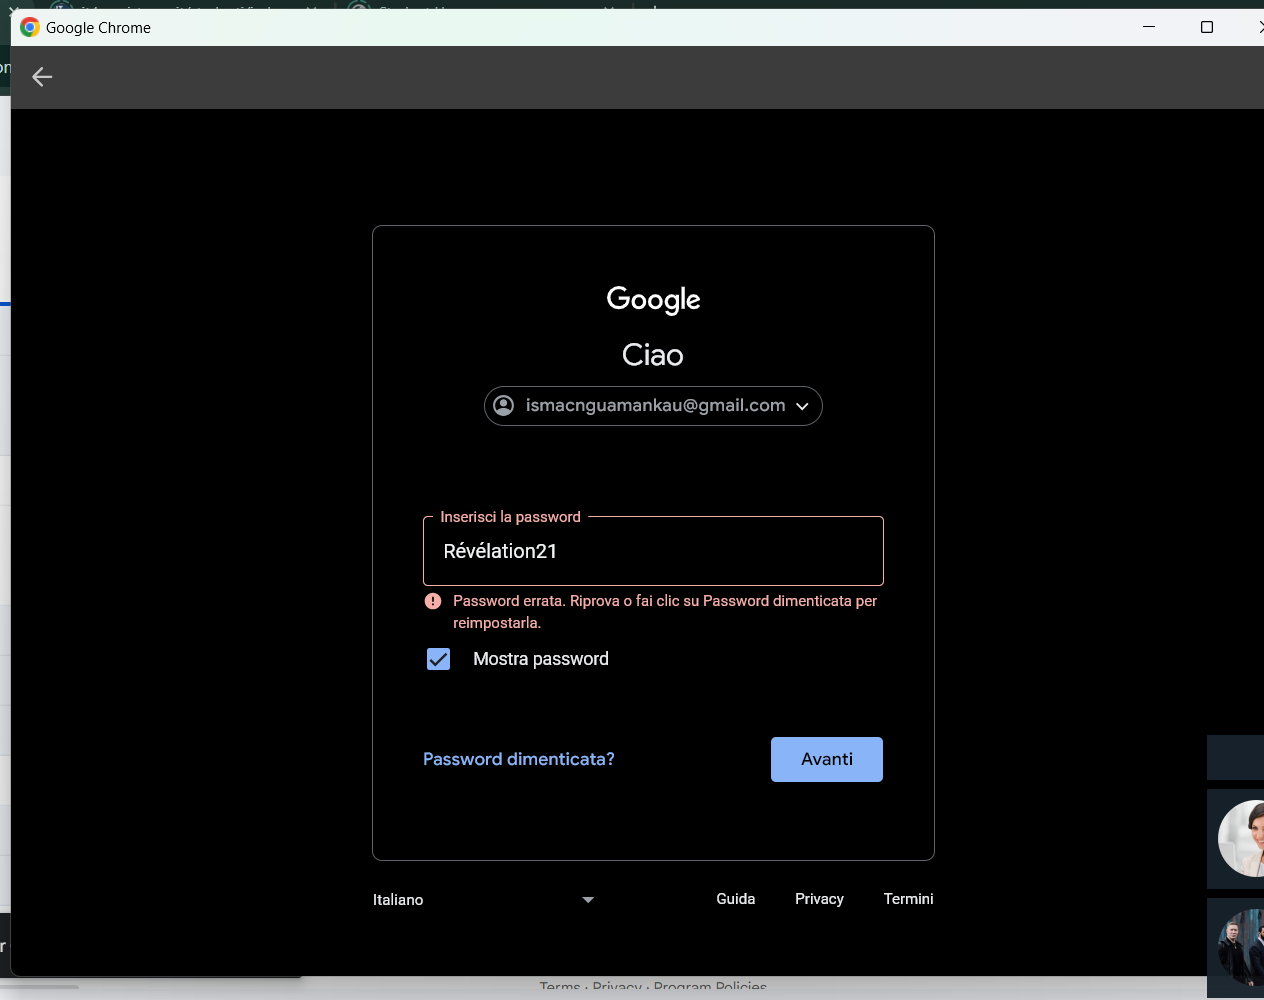 Google Chrome
on
Google
Ciao
ismacnguamankau@gmail.com
Inserisci la password
Révélation21
Password errata. Riprova o fai clic su Password dimenticata per
reimpostarla.
Mostra password
Password dimenticata?
Avanti
Italiano
Guida
Privacy
Termini
r
Terms · Privacy · Program Policies